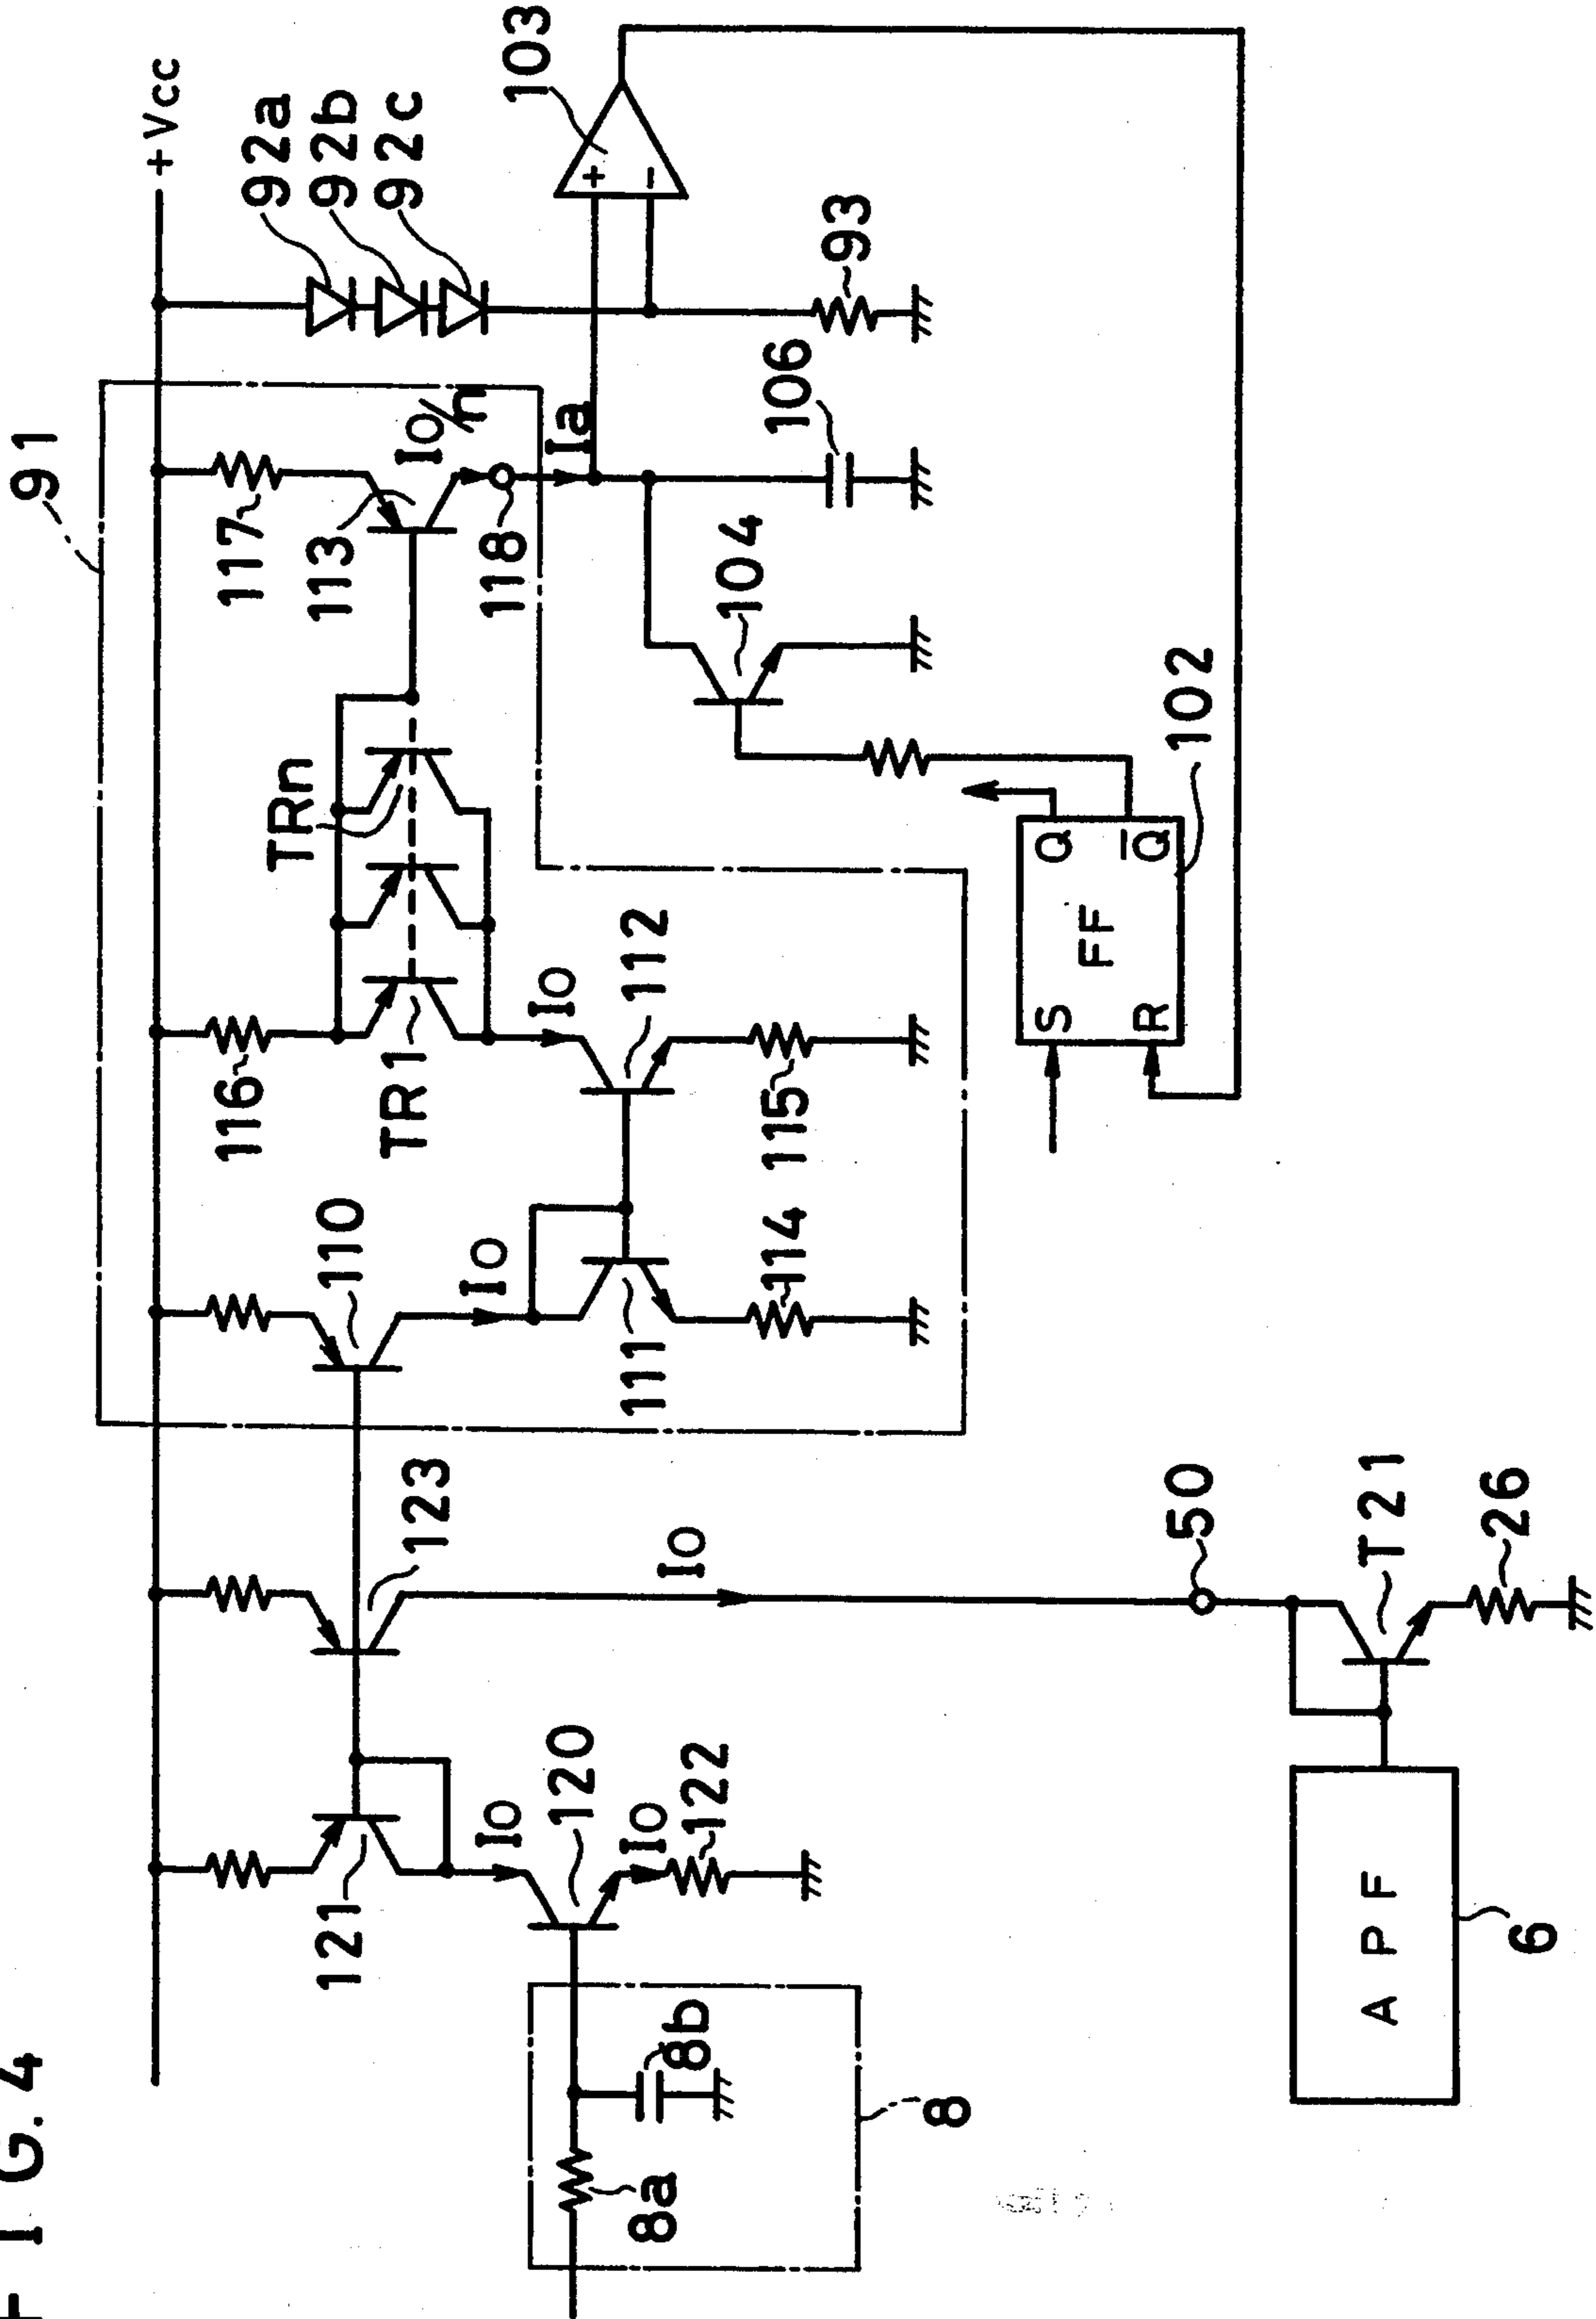 FIG. 4
+Vcc
91
92a
92b
92c
103
117
113
Io/n
118
Ia
106
93
104
TRn
116
TR1
Io
112
115
110
Io
111
114
FF
S
R
Q
Q̅
102
123
Io
50
T21
26
121
Io
120
Io
122
8a
8b
8
A P F
6
+
-